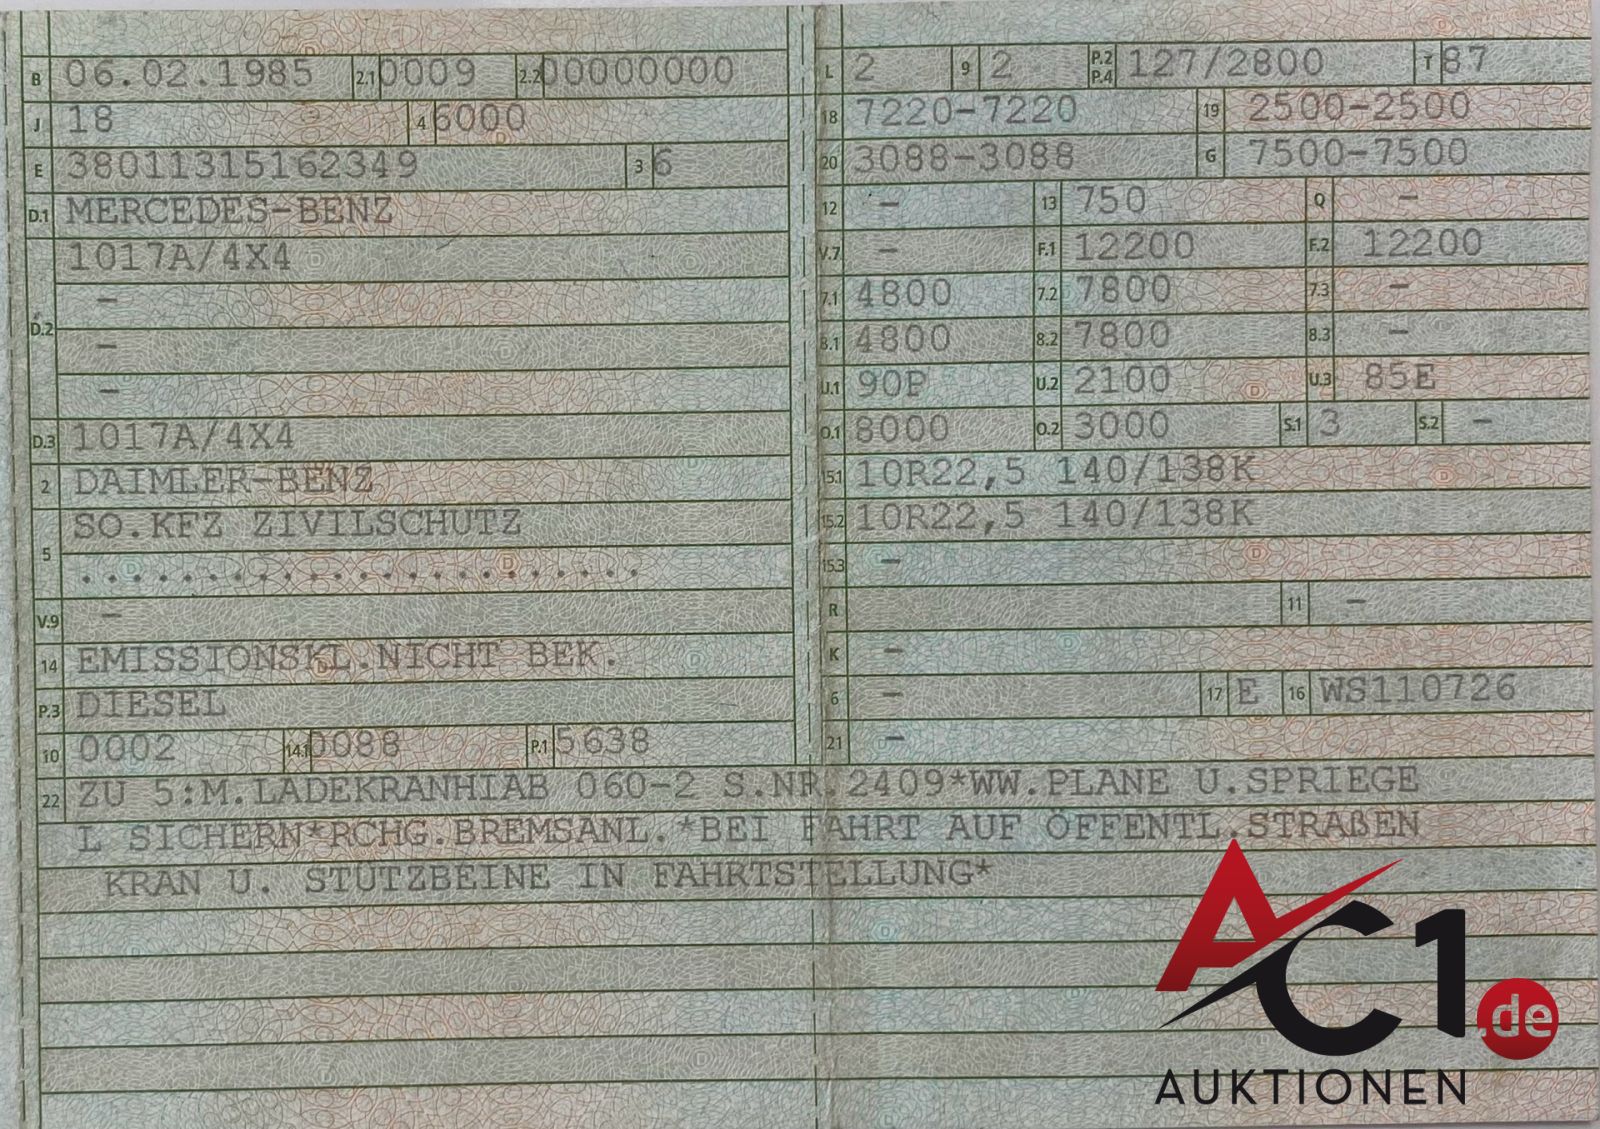 B 06.02.1985 2.1 0009 2.2 00000000
J 18 4 6000
E 38011315162349 3 6
D.1 MERCEDES-BENZ
D.2 1017A/4X4
-
-
-
D.3 1017A/4X4
2 DAIMLER-BENZ
5 SO.KFZ ZIVILSCHUTZ
......................
V.9 -
14 EMISSIONSKL.NICHT BEK.
P.3 DIESEL
10 0002 14.1 0088 P.1 5638
L 2 9 2 P.2 P.4 127/2800 T 87
18 7220-7220 19 2500-2500
20 3088-3088 G 7500-7500
12 - 13 750 Q -
V.7 - F.1 12200 F.2 12200
7.1 4800 7.2 7800 7.3 -
8.1 4800 8.2 7800 8.3 -
U.1 90P U.2 2100 U.3 85E
O.1 8000 O.2 3000 S.1 3 S.2 -
15.1 10R22,5 140/138K
15.2 10R22,5 140/138K
15.3 -
R 11 -
K -
6 - 17 E 16 WS110726
21 -
22 ZU 5:M.LADEKRANHIAB 060-2 S.NR.2409*WW.PLANE U.SPRIEGE
L SICHERN*RCHG.BREMSANL.*BEI FAHRT AUF ÖFFENTL.STRAßEN
KRAN U. STÜTZBEINE IN FAHRTSTELLUNG*
AC1.de
AUKTIONEN